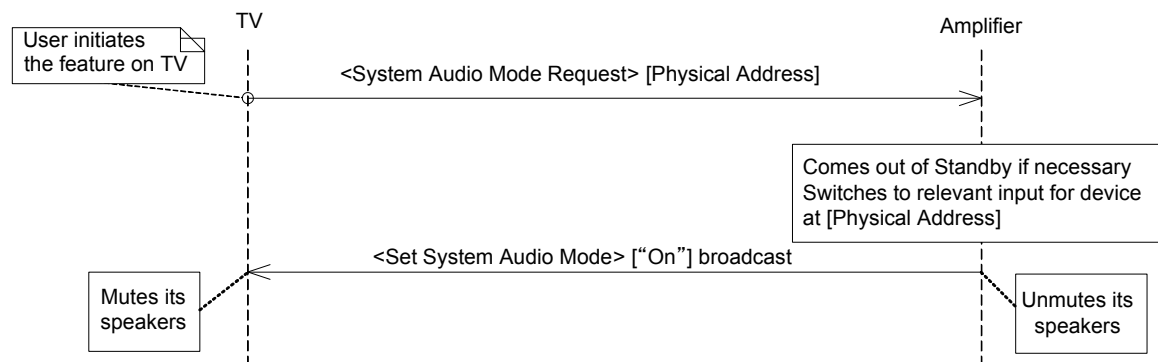 TV
Amplifier
User initiates
the feature on TV
<System Audio Mode Request> [Physical Address]
Comes out of Standby if necessary
Switches to relevant input for device
at [Physical Address]
<Set System Audio Mode> [“On”] broadcast
Mutes its
speakers
Unmutes its
speakers